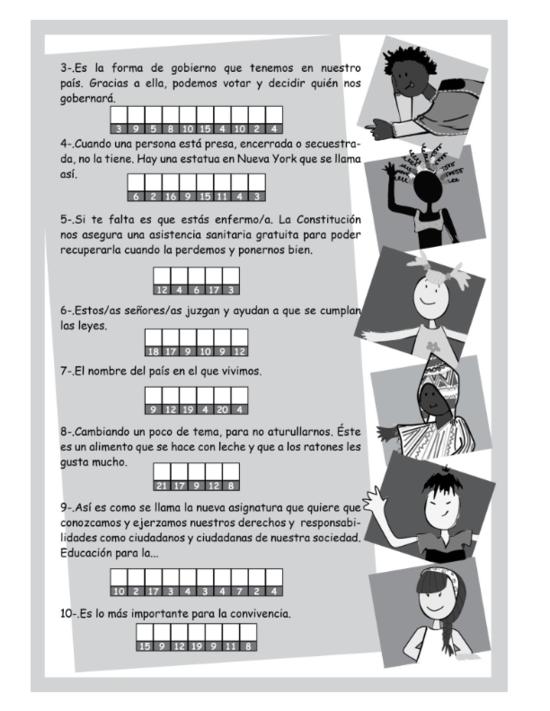 3-.Es la forma de gobierno que tenemos en nuestro
país. Gracias a ella, podemos votar y decidir quién nos
gobernará.
3 9 5 8 10 15 4 10 2 4
4-.Cuando una persona está presa, encerrada o secuestra-
da, no la tiene. Hay una estatua en Nueva York que se llama
así.
6 2 16 9 15 11 4 3
5-.Si te falta es que estás enfermo/a. La Constitución
nos asegura una asistencia sanitaria gratuita para poder
recuperarla cuando la perdemos y ponernos bien.
12 4 6 17 3
6-.Estos/as señores/as juzgan y ayudan a que se cumplan
las leyes.
18 17 9 10 9 12
7-.El nombre del país en el que vivimos.
9 12 19 4 20 4
8-.Cambiando un poco de tema, para no aturullarnos. Éste
es un alimento que se hace con leche y que a los ratones les
gusta mucho.
21 17 9 12 8
9-.Así es como se llama la nueva asignatura que quiere que
conozcamos y ejerzamos nuestros derechos y responsabi-
lidades como ciudadanos y ciudadanas de nuestra sociedad.
Educación para la...
10 2 17 3 4 3 4 7 2 4
10-.Es lo más importante para la convivencia.
15 9 12 19 9 11 8